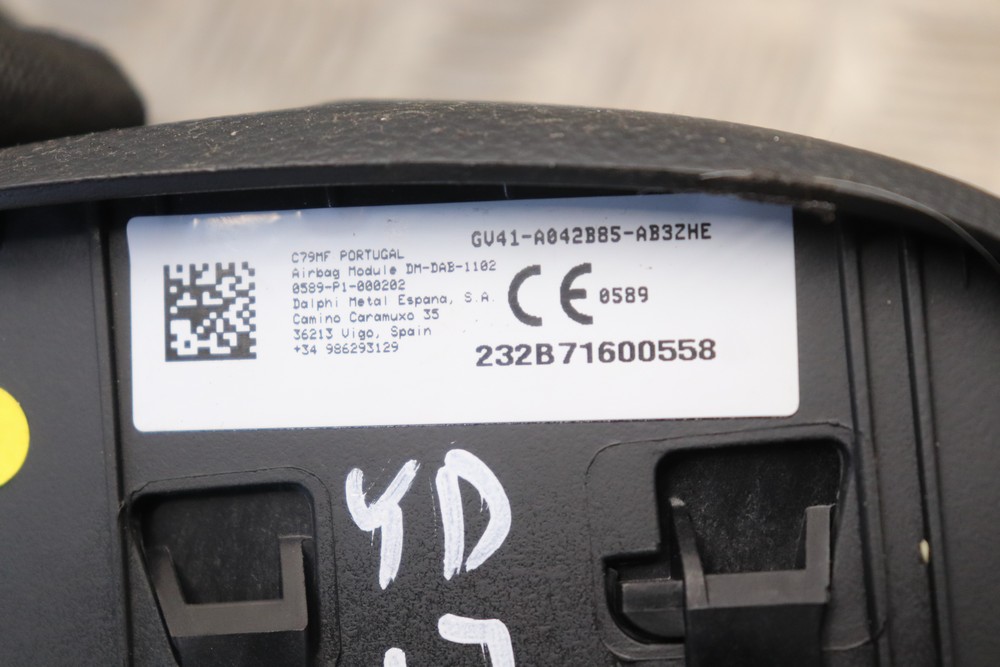 GV41-A042B85-AB3ZHE
C79MF PORTUGAL
Airbag Module DM-DAB-1102
0589-P1-000202
Dalphi Metal Espana, S.A.
Camino Caramuxo 35
36213 Vigo, Spain
+34 986293129
CE 0589
232B71600558
YD